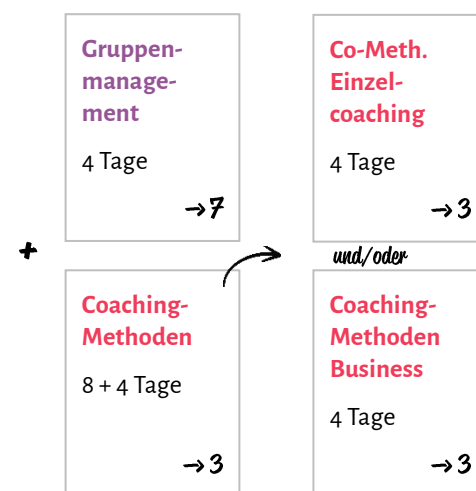 Gruppen-
manage-
ment
4 Tage
→7
+
Coaching-
Methoden
8 + 4 Tage
→3
Co-Meth.
Einzel-
coaching
4 Tage
→3
und/oder
Coaching-
Methoden
Business
4 Tage
→3